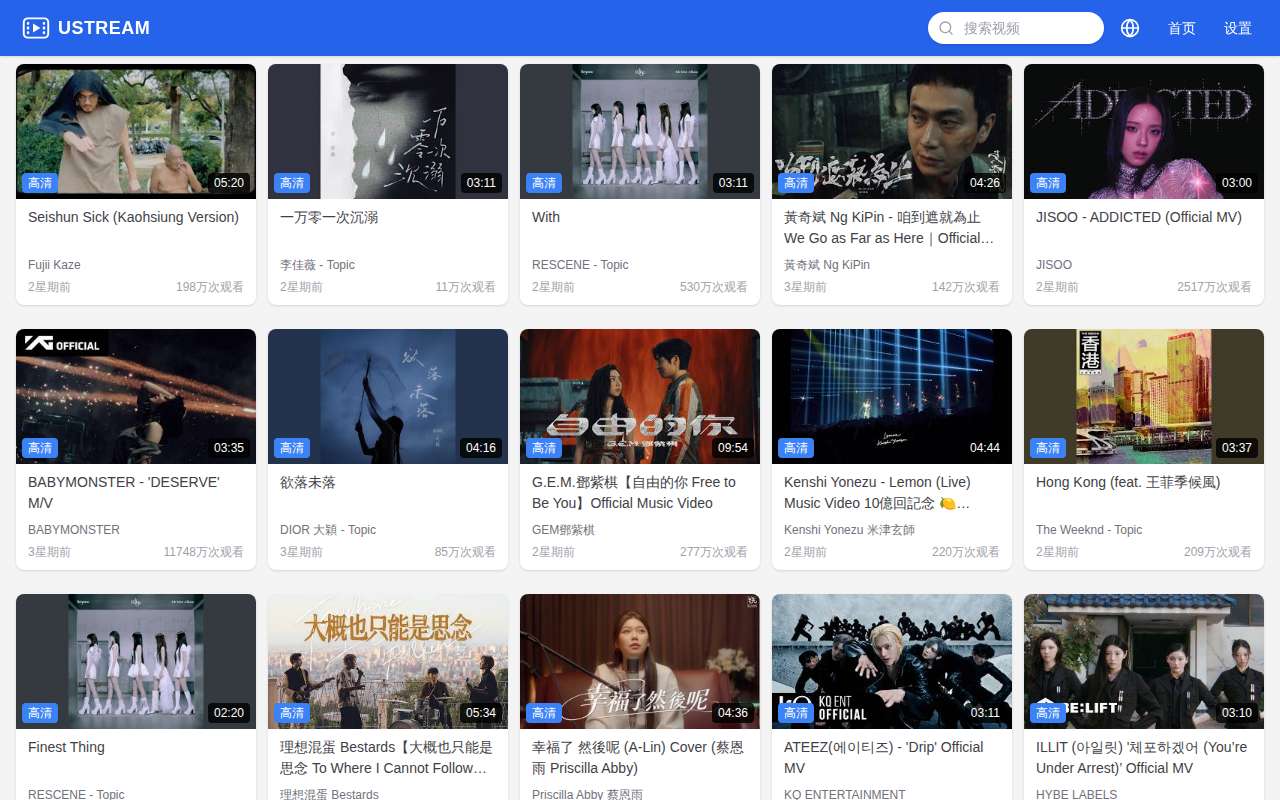 USTREAM
搜索视频
首页
设置
高清
05:20
Seishun Sick (Kaohsiung Version)
Fujii Kaze
2星期前
198万次观看
一万零一次沉溺
高清
03:11
一万零一次沉溺
李佳薇 - Topic
2星期前
11万次观看
高清
03:11
With
RESCENE - Topic
2星期前
530万次观看
咱到遮就為止
高清
04:26
黃奇斌 Ng KiPin - 咱到遮就為止
We Go as Far as Here｜Official…
黃奇斌 Ng KiPin
3星期前
142万次观看
ADDICTED
高清
03:00
JISOO - ADDICTED (Official MV)
JISOO
2星期前
2517万次观看
YG OFFICIAL
高清
03:35
BABYMONSTER - 'DESERVE'
M/V
BABYMONSTER
3星期前
11748万次观看
欲落未落
高清
04:16
欲落未落
DIOR 大穎 - Topic
3星期前
85万次观看
自由的你
G.E.M.鄧紫棋
高清
09:54
G.E.M.鄧紫棋【自由的你 Free to
Be You】Official Music Video
GEM鄧紫棋
2星期前
277万次观看
Lemon
Kenshi Yonezu
高清
04:44
Kenshi Yonezu - Lemon (Live)
Music Video 10億回記念 🍋…
Kenshi Yonezu 米津玄師
2星期前
220万次观看
香港
高清
03:37
Hong Kong (feat. 王菲季候風)
The Weeknd - Topic
2星期前
209万次观看
高清
02:20
Finest Thing
RESCENE - Topic
大概也只能是思念
高清
05:34
理想混蛋 Bestards【大概也只能是
思念 To Where I Cannot Follow…
理想混蛋 Bestards
幸福了然後呢
高清
04:36
幸福了 然後呢 (A-Lin) Cover (蔡恩
雨 Priscilla Abby)
Priscilla Abby 蔡恩雨
KQ ENT
OFFICIAL
高清
03:11
ATEEZ(에이티즈) - 'Drip' Official
MV
KQ ENTERTAINMENT
BE:LIFT
高清
03:10
ILLIT (아일릿) '체포하겠어 (You’re
Under Arrest)’ Official MV
HYBE LABELS